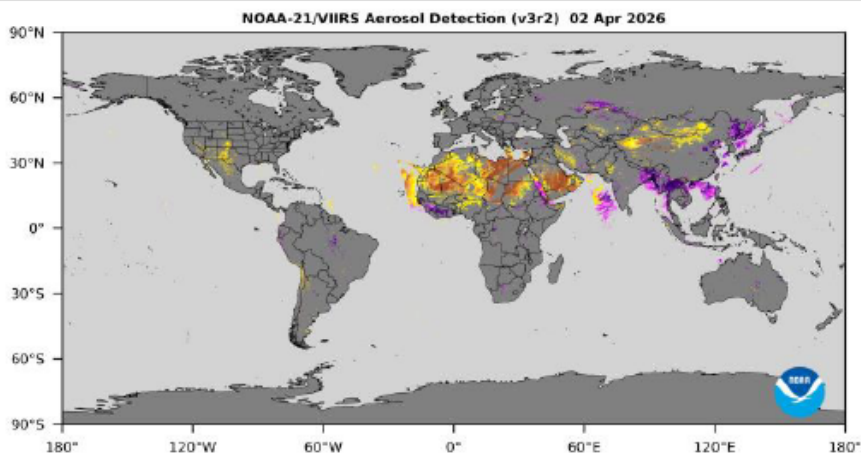 NOAA-21/VIIRS Aerosol Detection (v3r2) 02 Apr 2026
90°N
60°N
30°N
0°
30°S
60°S
90°S
180°
120°W
60°W
0°
60°E
120°E
180°
NOAA